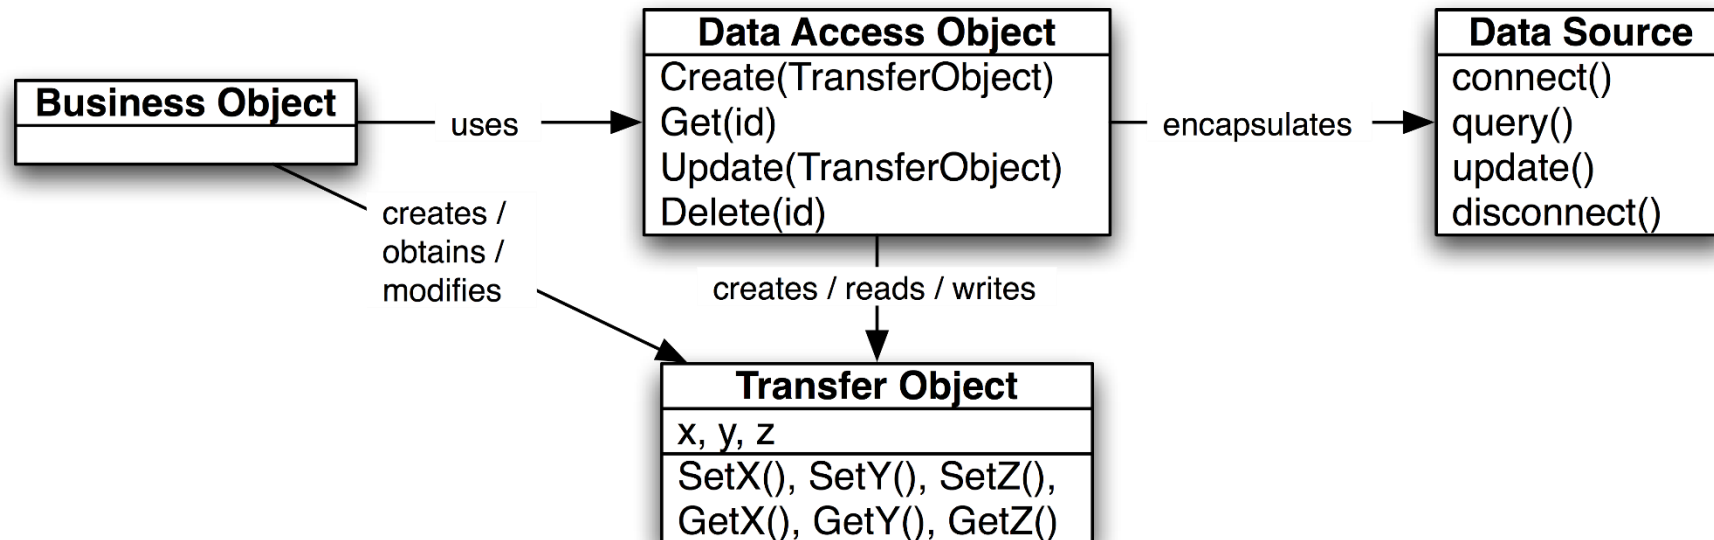 Business Object
uses
creates /
obtains /
modifies
Data Access Object
Create(TransferObject)
Get(id)
Update(TransferObject)
Delete(id)
encapsulates
Data Source
connect()
query()
update()
disconnect()
creates / reads / writes
Transfer Object
x, y, z
SetX(), SetY(), SetZ(),
GetX(), GetY(), GetZ()